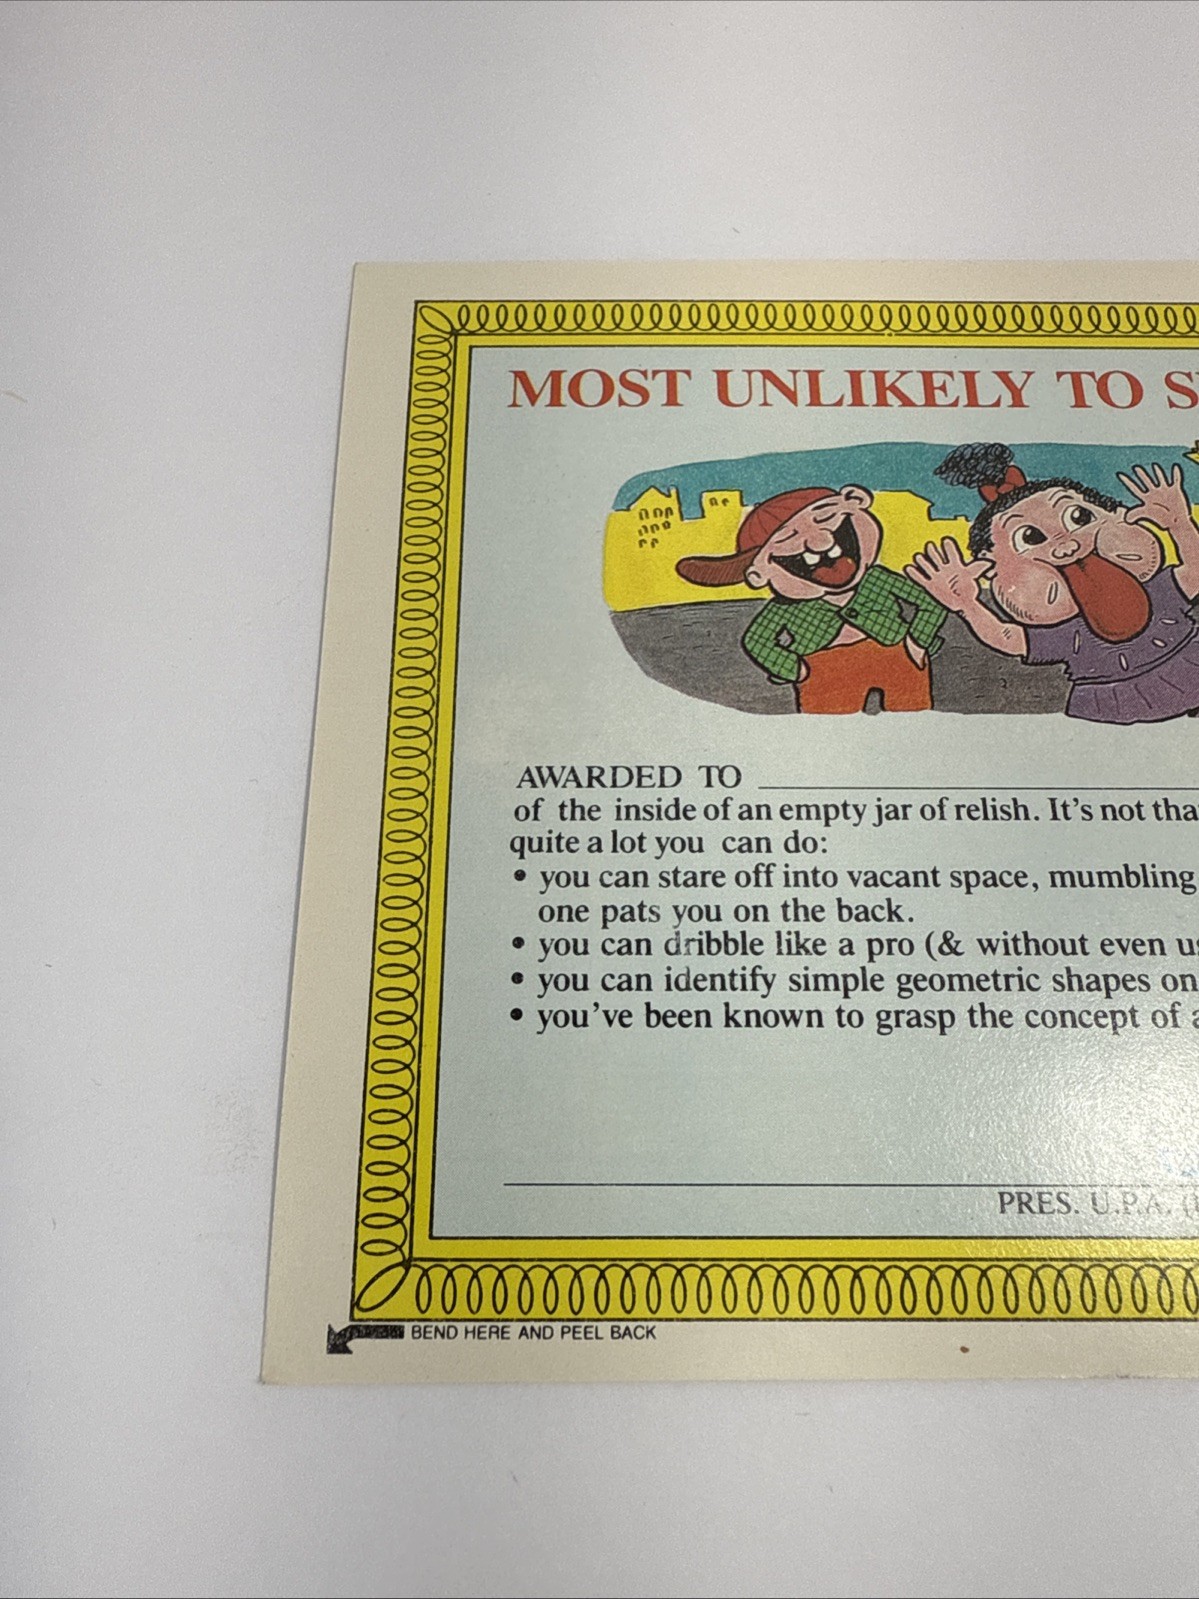 MOST UNLIKELY TO
AWARDED TO
of the inside of an empty jar of relish. It's not
quite a lot you can do:
• you can stare off into vacant space, mumbling
one pats you on the back.
• you can dribble like a pro (& without even
• you can identify simple geometric shapes on
• you've been known to grasp the concept of
PRES. U.P.A.
BEND HERE AND PEEL BACK